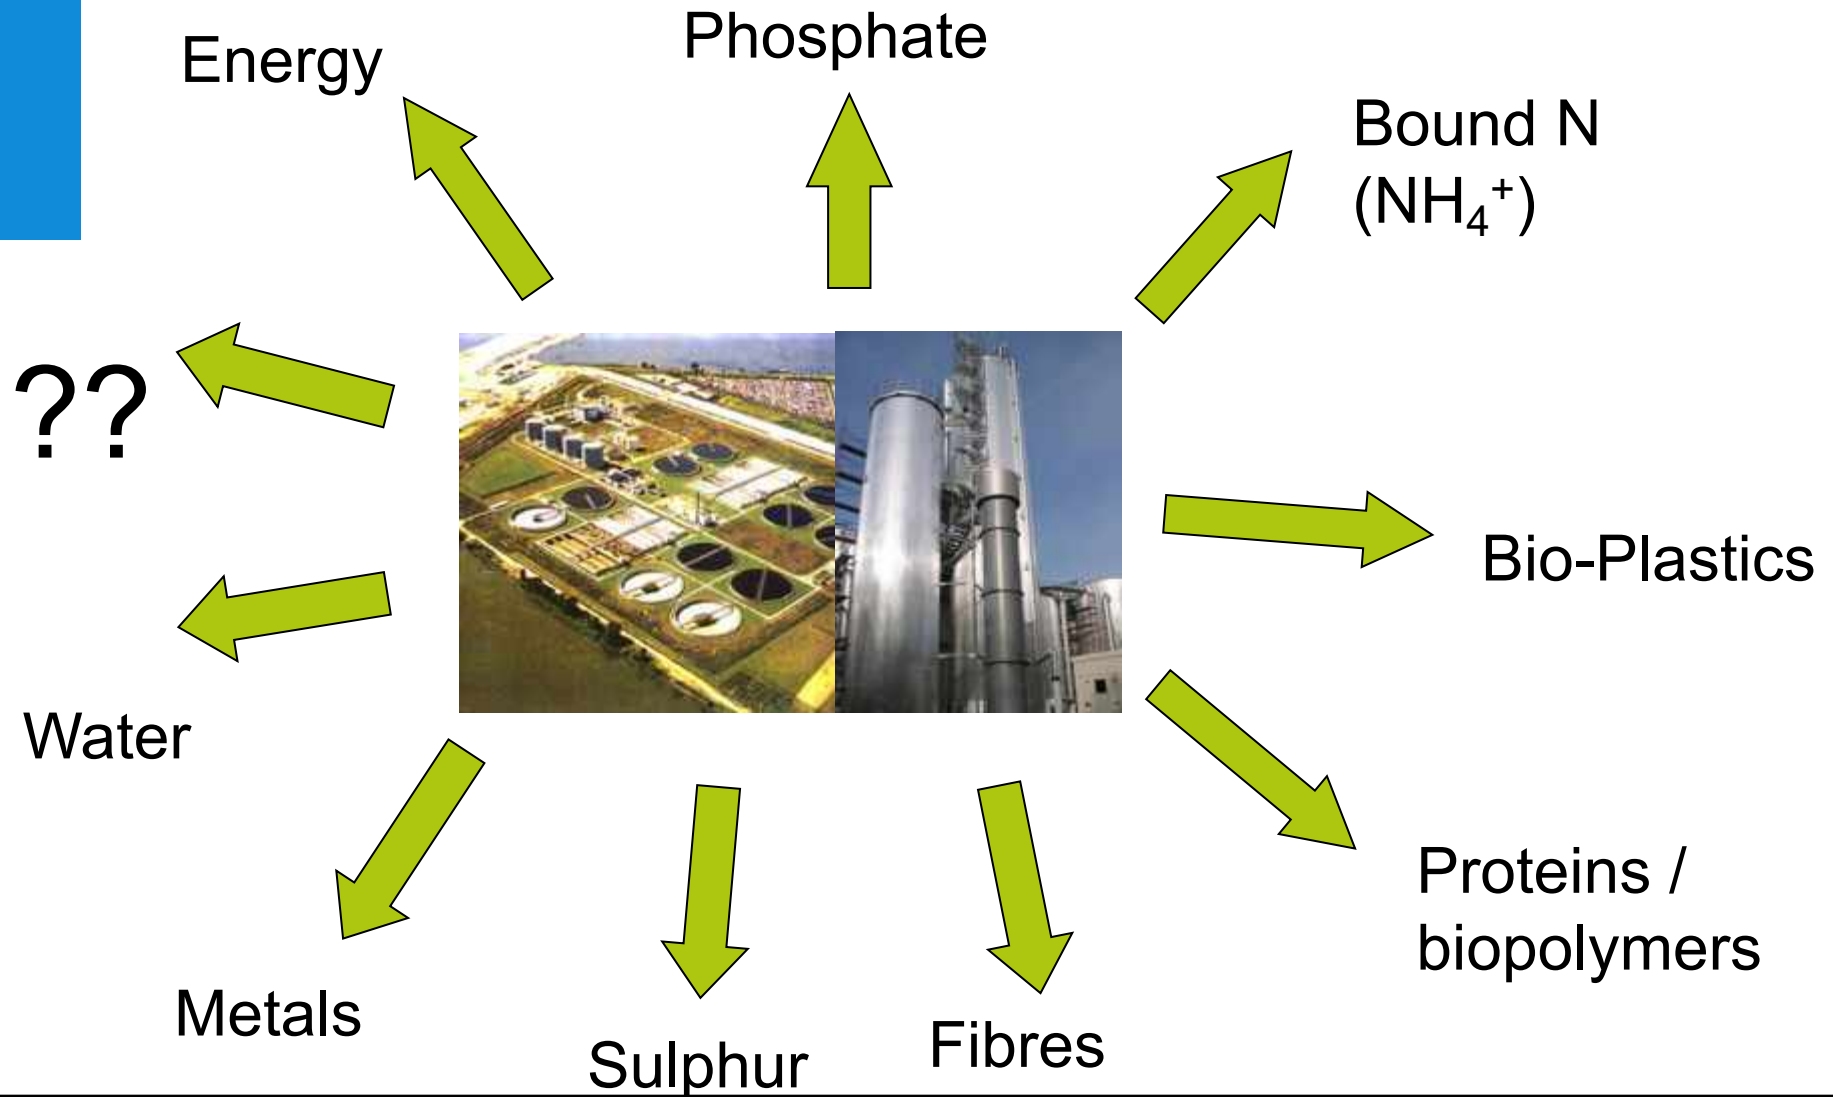 Energy
Phosphate
Bound N
(NH₄⁺)
??
Bio-Plastics
Water
Proteins /
biopolymers
Metals
Sulphur
Fibres